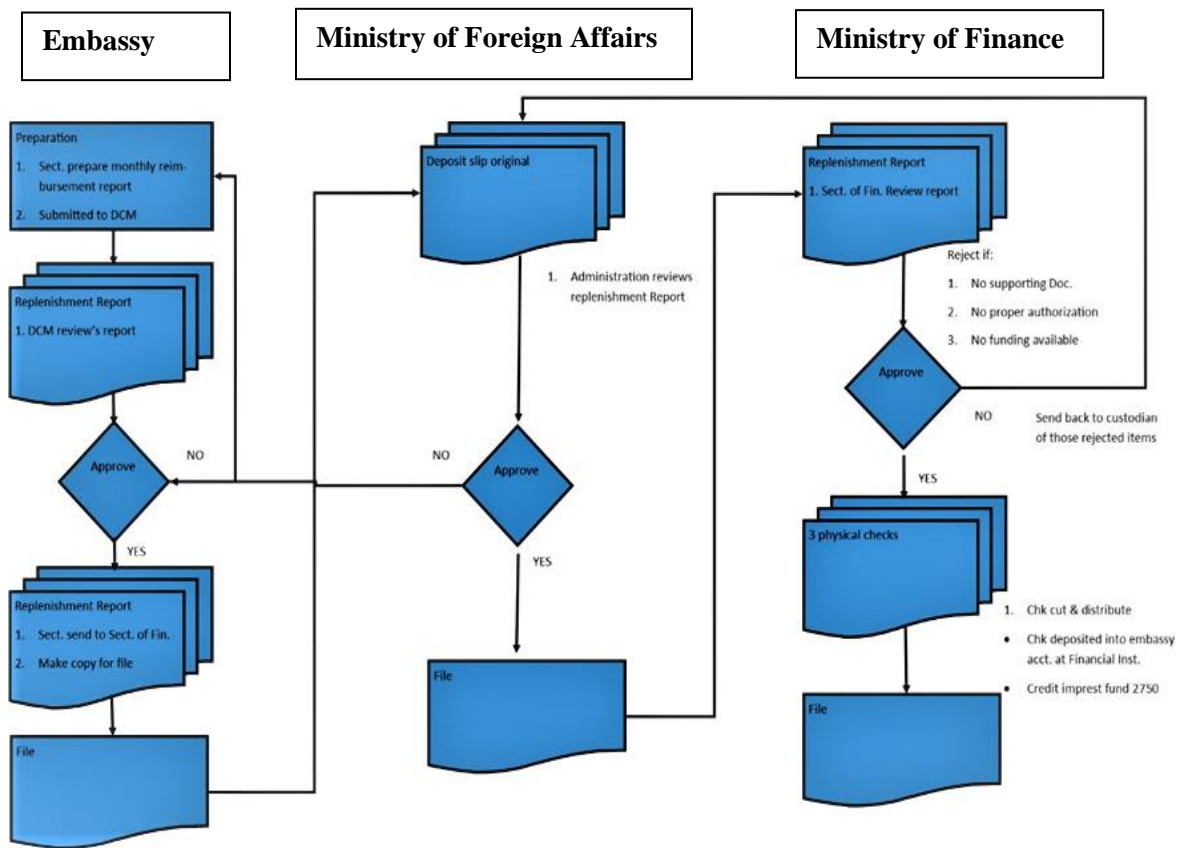 Embassy
Ministry of Foreign Affairs
Ministry of Finance
Preparation
1. Sect. prepare monthly reim-
bursement report
2. Submitted to DCM
Replenishment Report
1. DCM review's report
Approve
NO
YES
Replenishment Report
1. Sect. send to Sect. of Fin.
2. Make copy for file
File
Deposit slip original
1. Administration reviews
replenishment Report
NO
Approve
YES
File
Replenishment Report
1. Sect. of Fin. Review report
Reject if:
1. No supporting Doc.
2. No proper authorization
3. No funding available
Approve
NO
Send back to custodian
of those rejected items
YES
3 physical checks
1. Chk cut & distribute
• Chk deposited into embassy
acct. at Financial Inst.
• Credit imprest fund 2750
File